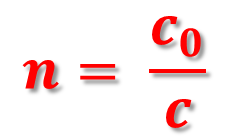 n = c₀/c